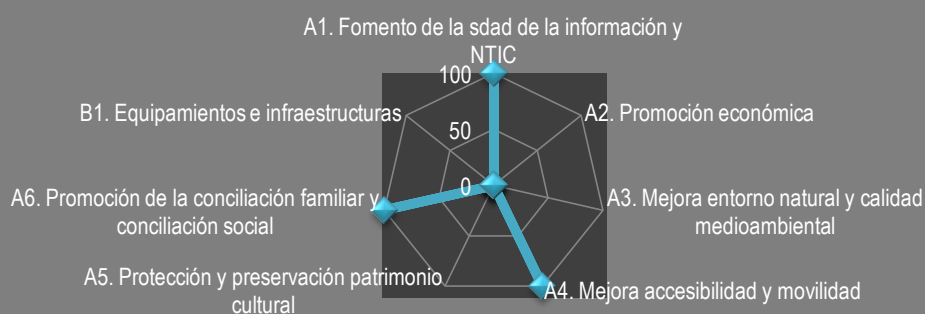 A1. Fomento de la sdad de la información y
NTIC
100
B1. Equipamientos e infraestructuras
A2. Promoción económica
50
A6. Promoción de la conciliación familiar y
conciliación social
0
A3. Mejora entorno natural y calidad
medioambiental
A5. Protección y preservación patrimonio
cultural
A4. Mejora accesibilidad y movilidad